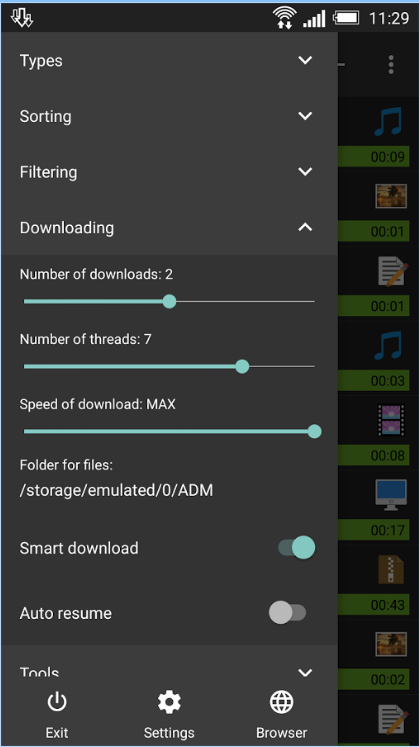 11:29
Types
Sorting
Filtering
Downloading
Number of downloads: 2
Number of threads: 7
Speed of download: MAX
Folder for files:
/storage/emulated/0/ADM
Smart download
Auto resume
Tools
Exit
Settings
Browser
00:09
00:01
00:01
00:03
00:08
00:17
00:43
00:02